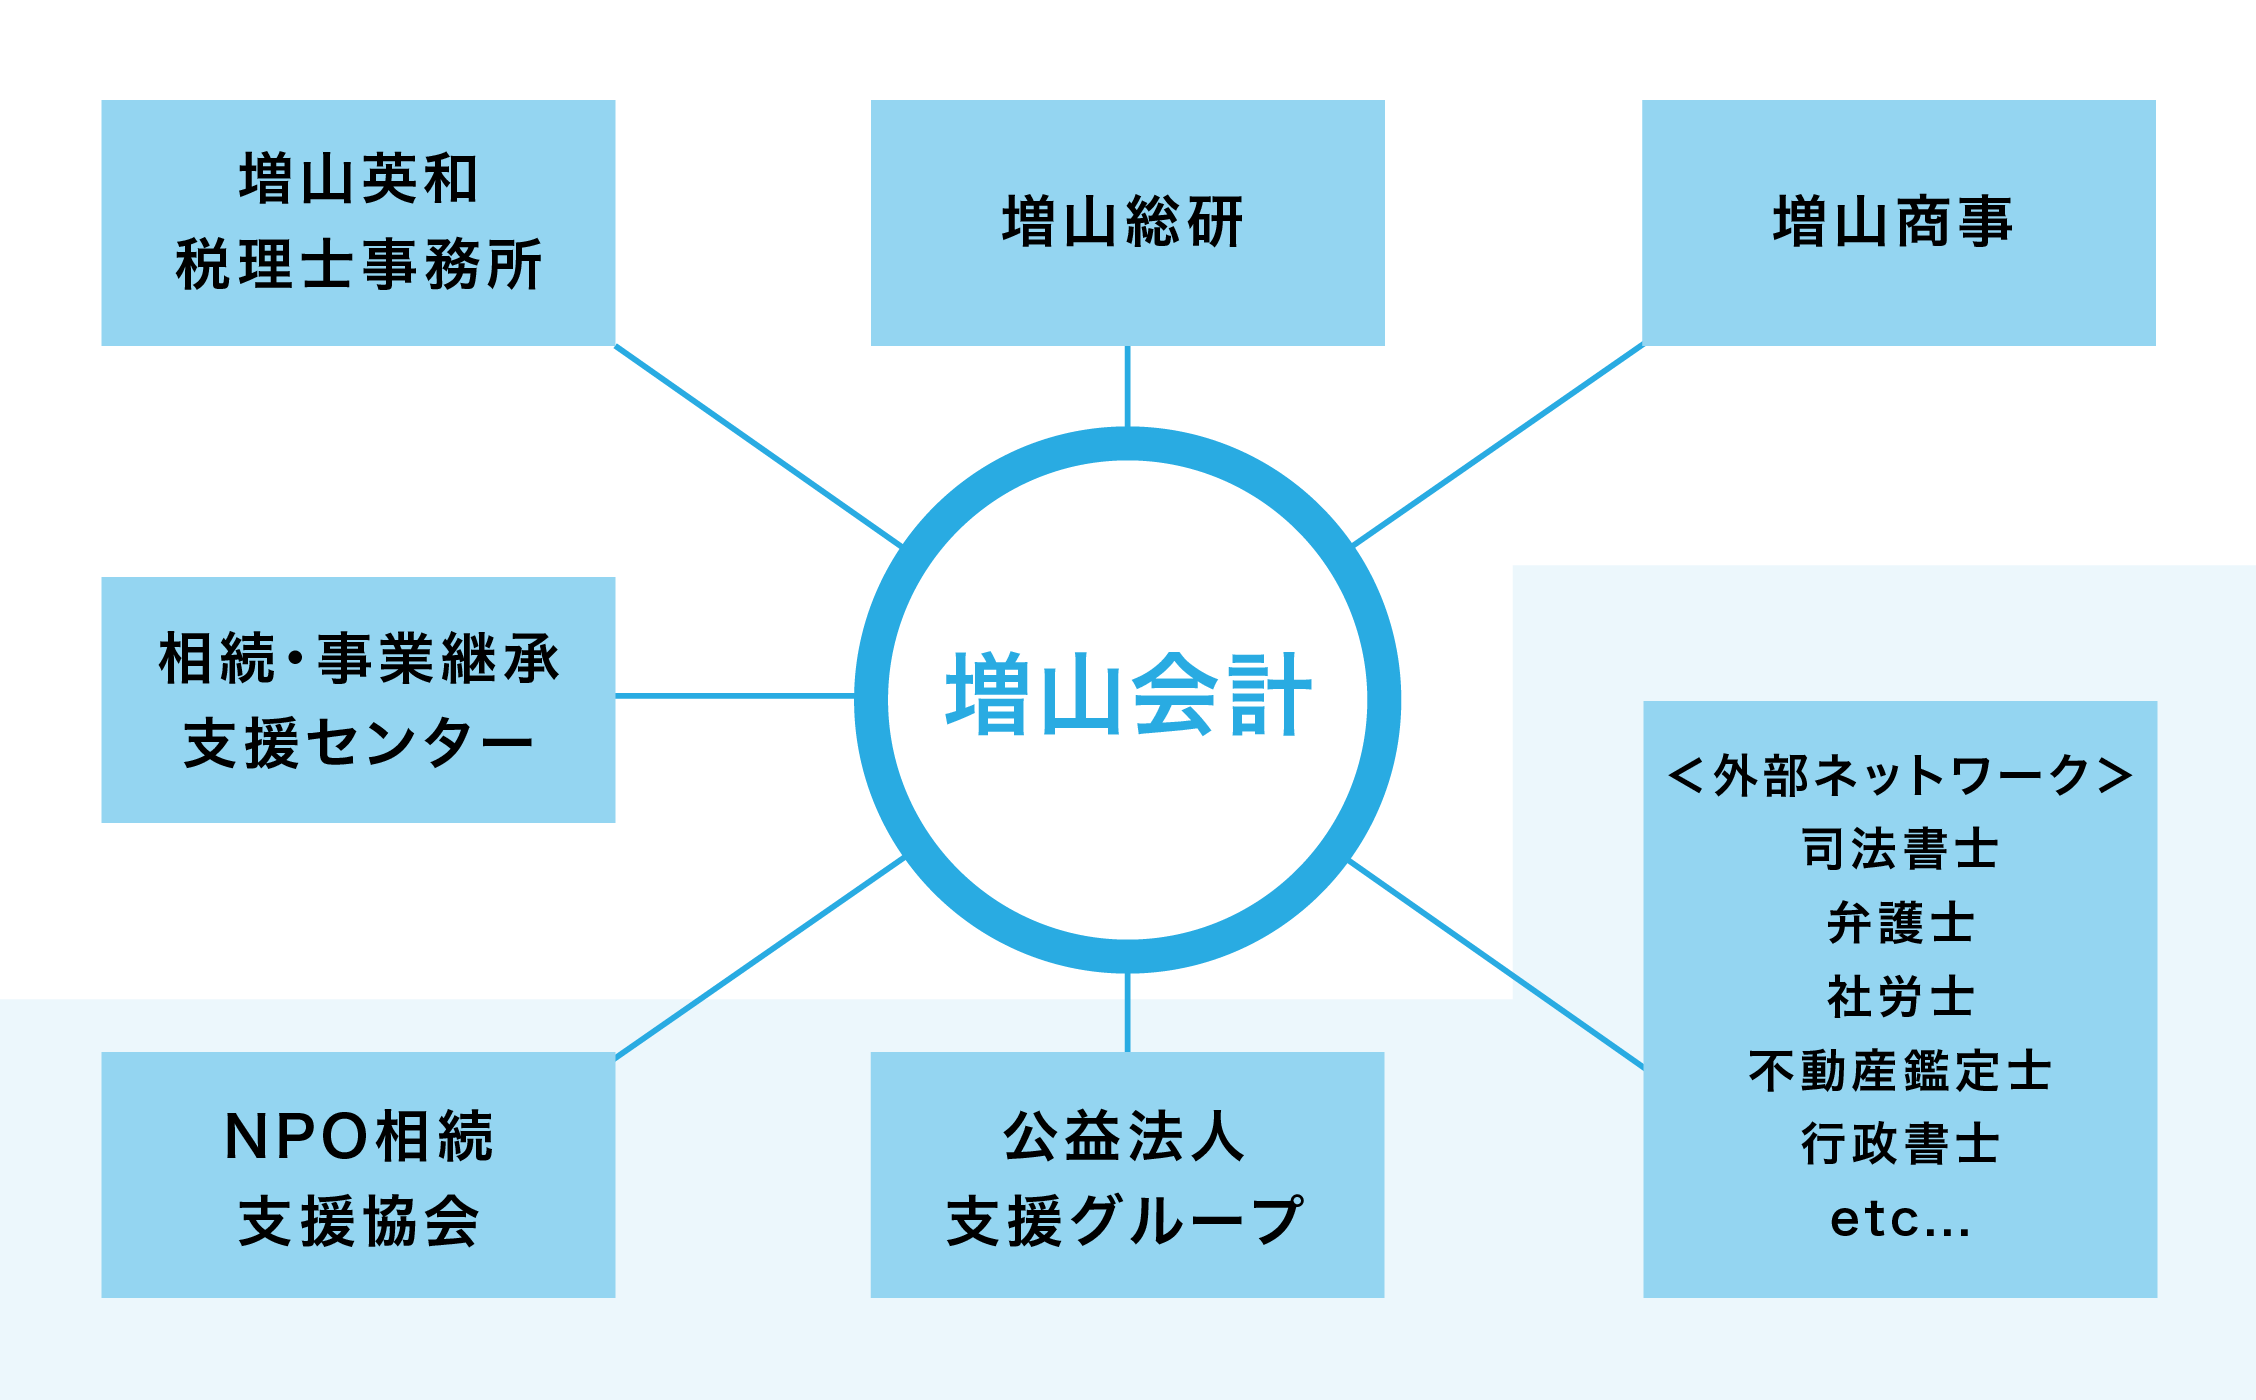 増山英和
税理士事務所
増山総研
増山商事
相続・事業継承
支援センター
増山会計
＜外部ネットワーク＞
司法書士
弁護士
社労士
不動産鑑定士
行政書士
etc...
NPO相続
支援協会
公益法人
支援グループ